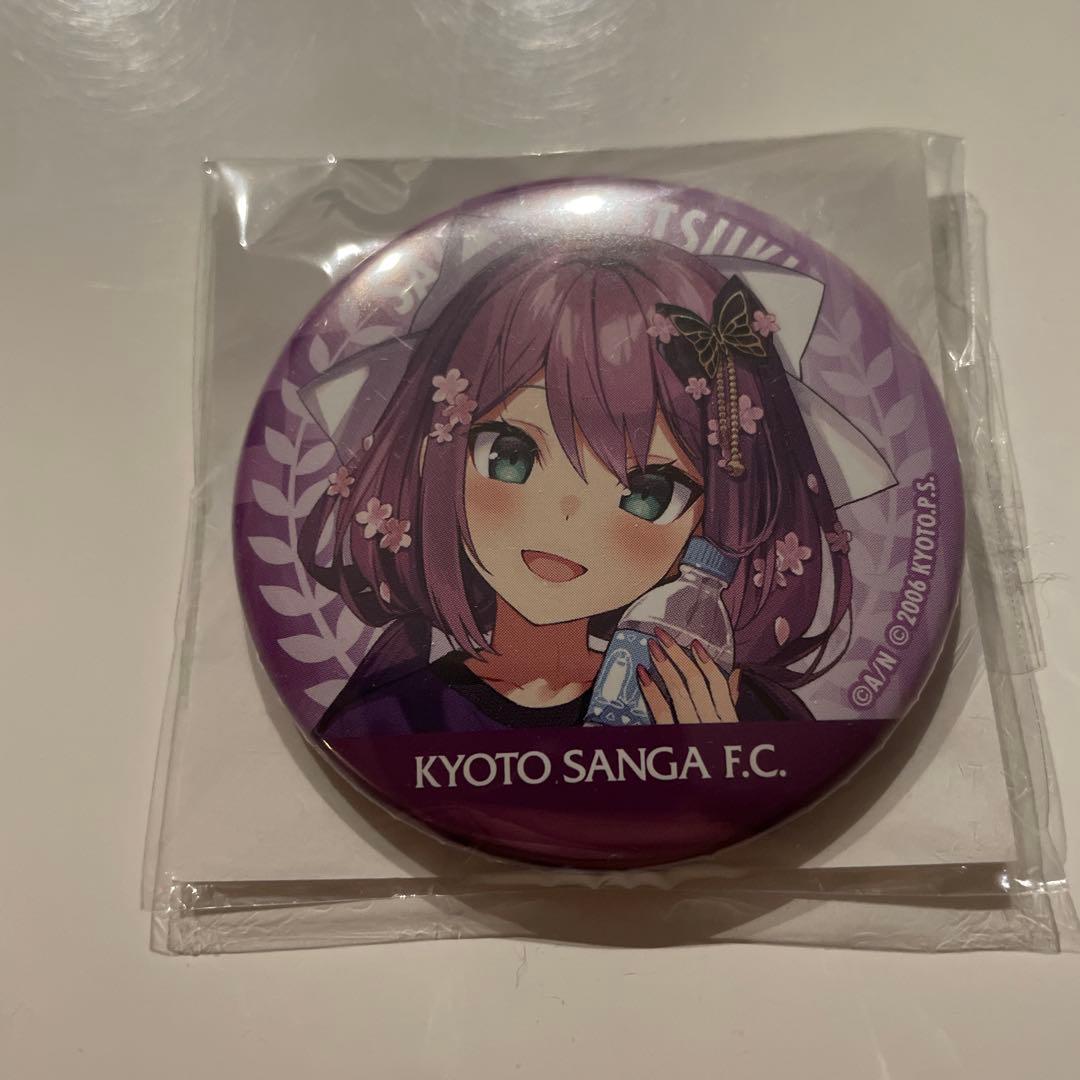 KYOTO SANGA F.C.
©A/N © 2006 KYOTO.P.S.